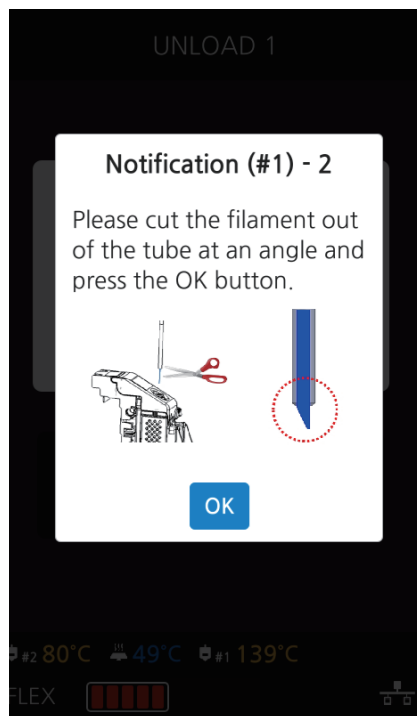 UNLOAD 1
Notification (#1) - 2
Please cut the filament out
of the tube at an angle and
press the OK button.
OK
#2 80°C 49°C #1 139°C
FLEX